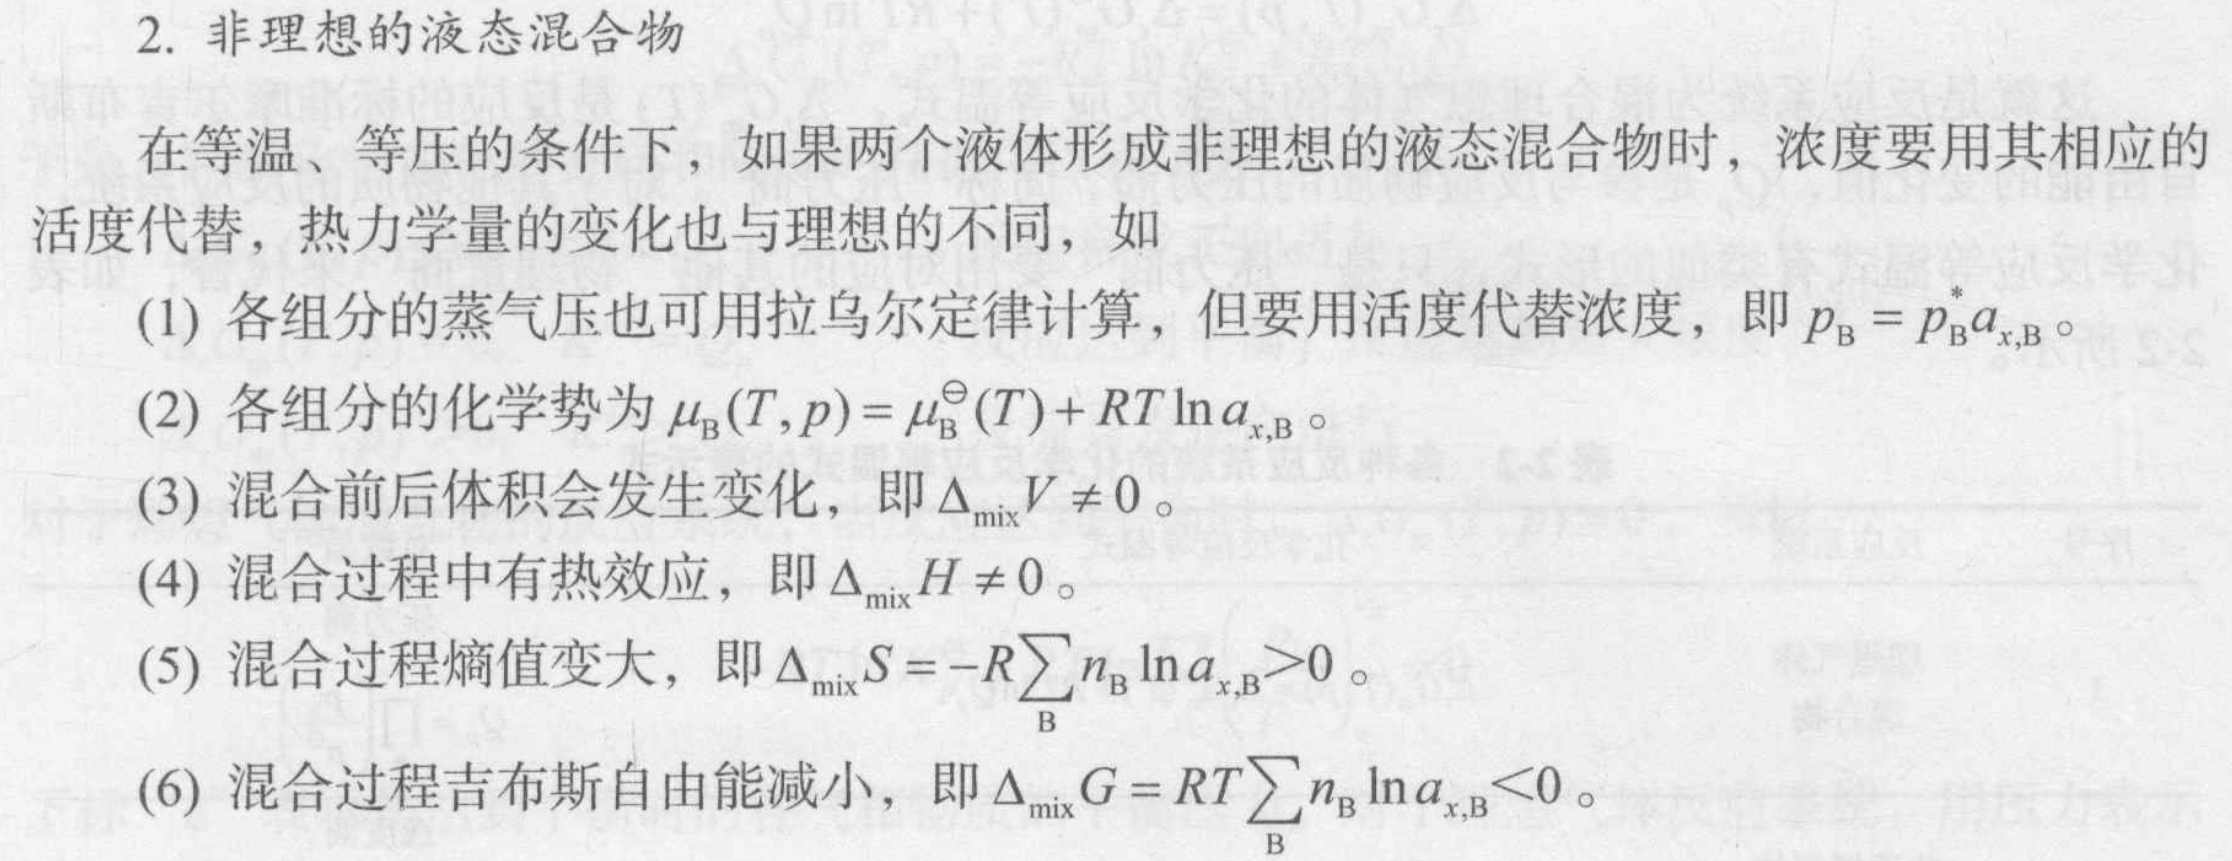 2. 非理想的液态混合物
在等温、等压的条件下，如果两个液体形成非理想的液态混合物时，浓度要用其相应的
活度代替，热力学量的变化也与理想的不同，如
(1) 各组分的蒸气压也可用拉乌尔定律计算，但要用活度代替浓度，即 $p_{\mathrm{B}} = p_{\mathrm{B}}^{*} a_{x,\mathrm{B}}$。
(2) 各组分的化学势为 $\mu_{\mathrm{B}}(T,p) = \mu_{\mathrm{B}}^{\ominus}(T) + RT \ln a_{x,\mathrm{B}}$。
(3) 混合前后体积会发生变化，即 $\Delta_{\mathrm{mix}} V \neq 0$。
(4) 混合过程中有热效应，即 $\Delta_{\mathrm{mix}} H \neq 0$。
(5) 混合过程熵值变大，即 $\Delta_{\mathrm{mix}} S = -R \sum_{\mathrm{B}} n_{\mathrm{B}} \ln a_{x,\mathrm{B}} > 0$。
(6) 混合过程吉布斯自由能减小，即 $\Delta_{\mathrm{mix}} G = RT \sum_{\mathrm{B}} n_{\mathrm{B}} \ln a_{x,\mathrm{B}} < 0$。